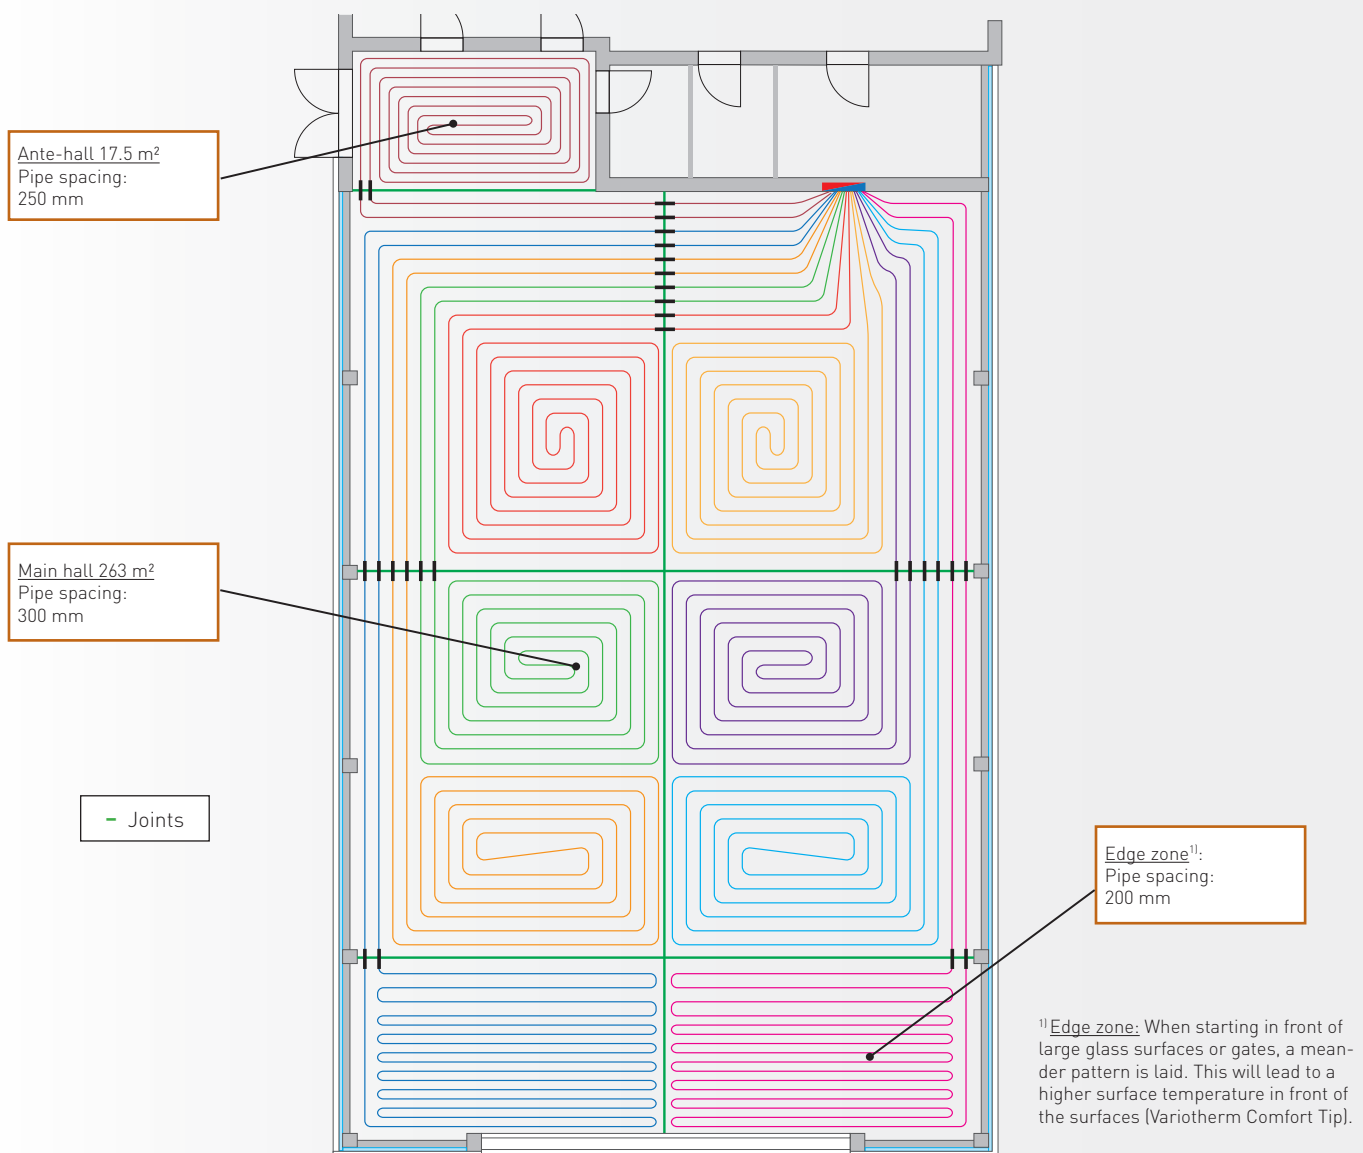 Ante-hall 17.5 m²
Pipe spacing:
250 mm
Main hall 263 m²
Pipe spacing:
300 mm
- Joints
Edge zone¹⁾:
Pipe spacing:
200 mm
¹⁾ Edge zone: When starting in front of
large glass surfaces or gates, a mean-
der pattern is laid. This will lead to a
higher surface temperature in front of
the surfaces (Variotherm Comfort Tip).